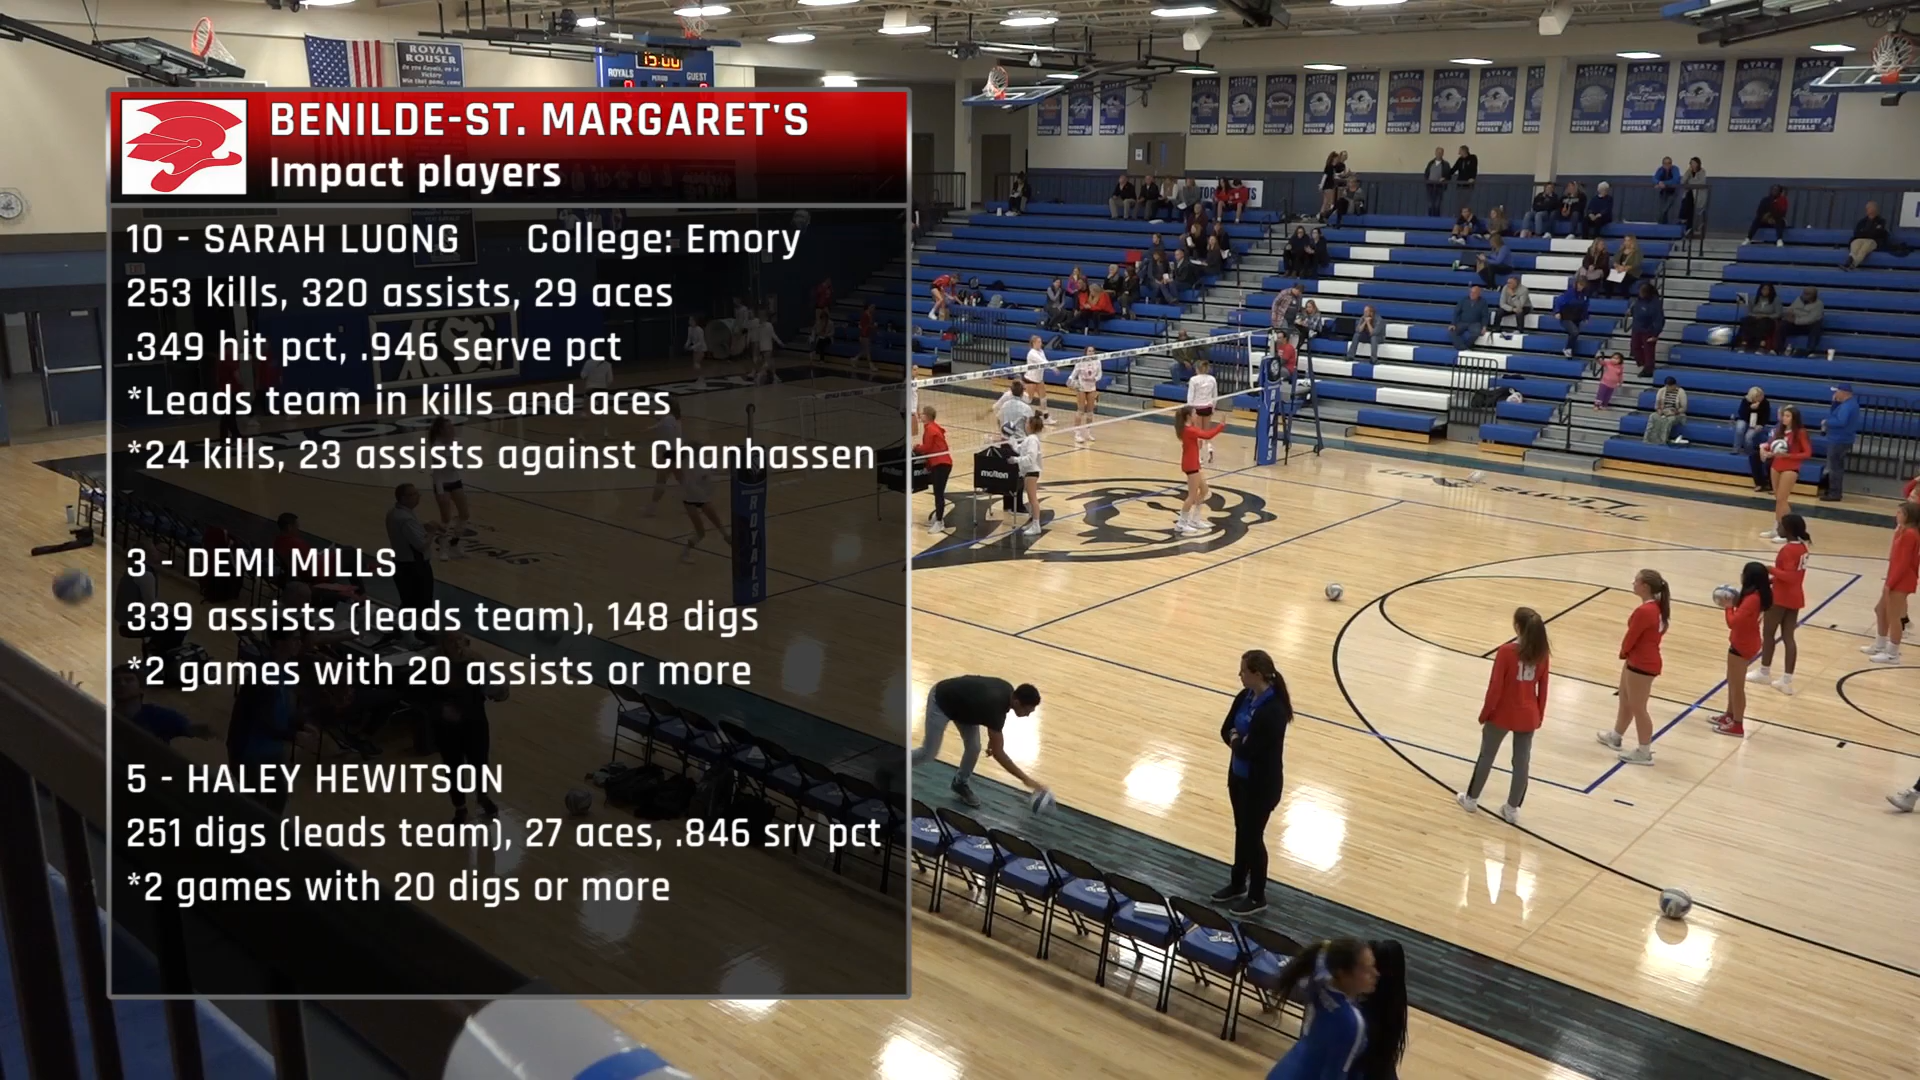 BENILDE-ST. MARGARET'S
Impact players
10 - SARAH LUONG College: Emory
253 kills, 320 assists, 29 aces
.349 hit pct, .946 serve pct
*Leads team in kills and aces
*24 kills, 23 assists against Chanhassen
3 - DEMI MILLS
339 assists (leads team), 148 digs
*2 games with 20 assists or more
5 - HALEY HEWITSON
251 digs (leads team), 27 aces, .846 srv pct
*2 games with 20 digs or more
ROYAL
ROUSER
15:00
ROYALS
PERIOD
GUEST
STATE
molten
ROYALS
ROYALS